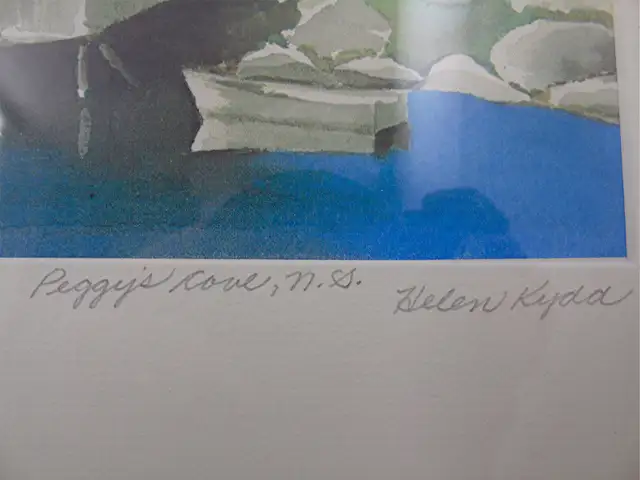 Peggy's Cove, N.S.
Helen Kydd